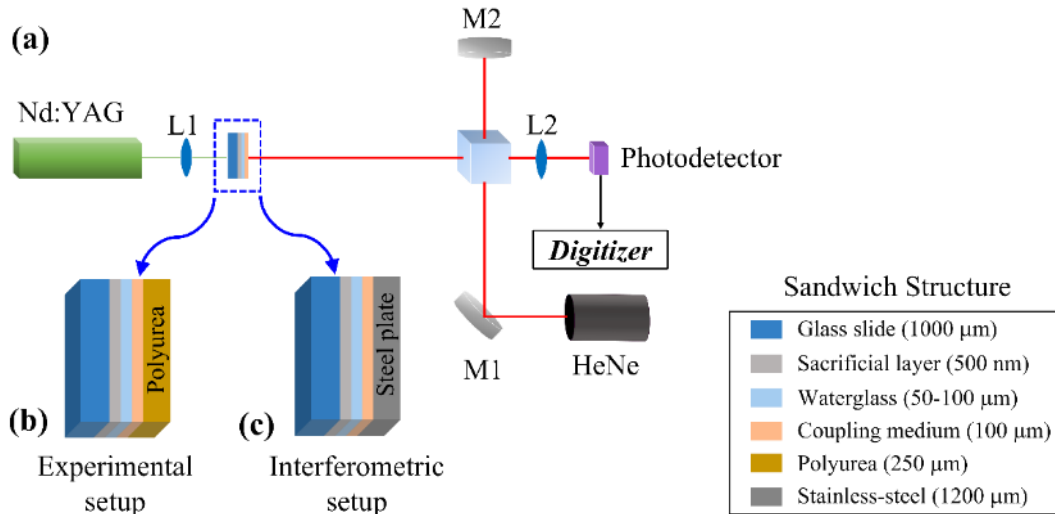 (a)
M2
Nd:YAG
L1
L2
Photodetector
Digitizer
M1
HeNe
Polyurea
(b)
Experimental
setup
Steel plate
(c)
Interferometric
setup
Sandwich Structure
Glass slide (1000 μm)
Sacrificial layer (500 nm)
Waterglass (50-100 μm)
Coupling medium (100 μm)
Polyurea (250 μm)
Stainless-steel (1200 μm)